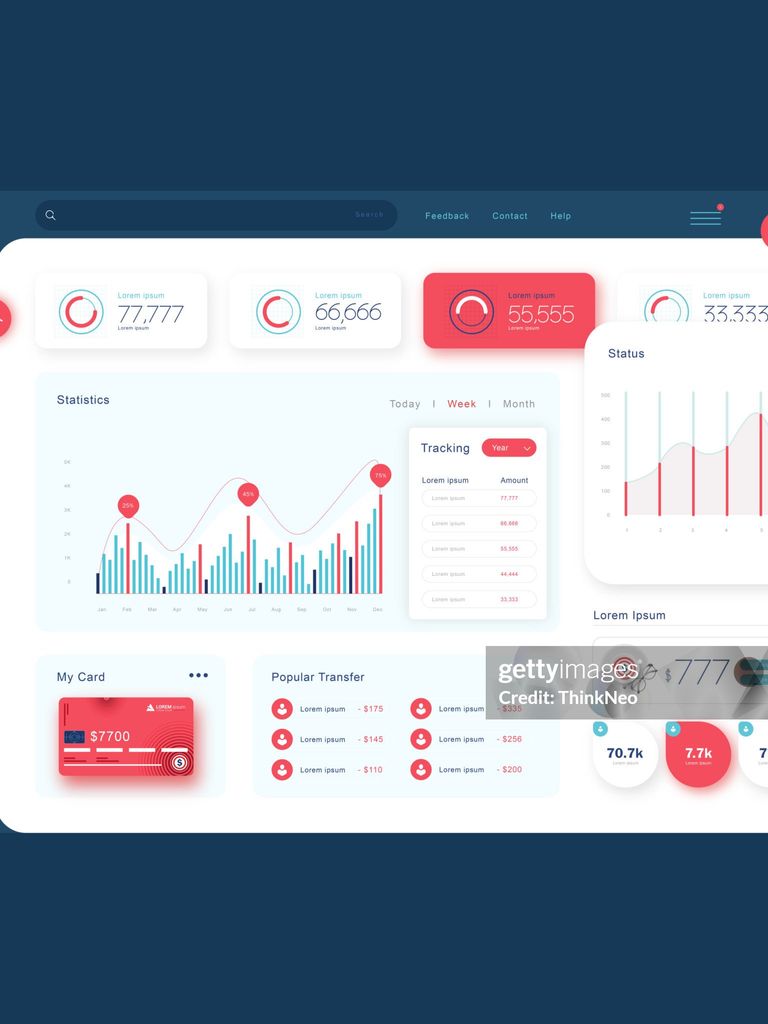 Search
Feedback Contact Help
Lorem ipsum
77,777
Lorem ipsum
Lorem ipsum
66,666
Lorem ipsum
Lorem ipsum
55,555
Lorem ipsum
Lorem ipsum
33,333
Statistics
Today I Week I Month
5K
4K
3K
2K
1K
0
25%
45%
75%
Jan Feb Mar Apr May Jun Jul Aug Sep Oct Nov Dec
Tracking Year
Lorem ipsum Amount
Lorem ipsum 77,777
Lorem ipsum 66,666
Lorem ipsum 55,555
Lorem ipsum 44,444
Lorem ipsum 33,333
Status
500
400
300
200
100
0
1 2 3 4 5
My Card
LOREM ipsum
$7700
$
Popular Transfer
Lorem ipsum - $175
Lorem ipsum - $145
Lorem ipsum - $110
Lorem ipsum - $335
Lorem ipsum - $256
Lorem ipsum - $200
Lorem Ipsum
$777
gettyimages
Credit: ThinkNeo
70.7k
Lorem ipsum
7.7k
Lorem ipsum
7